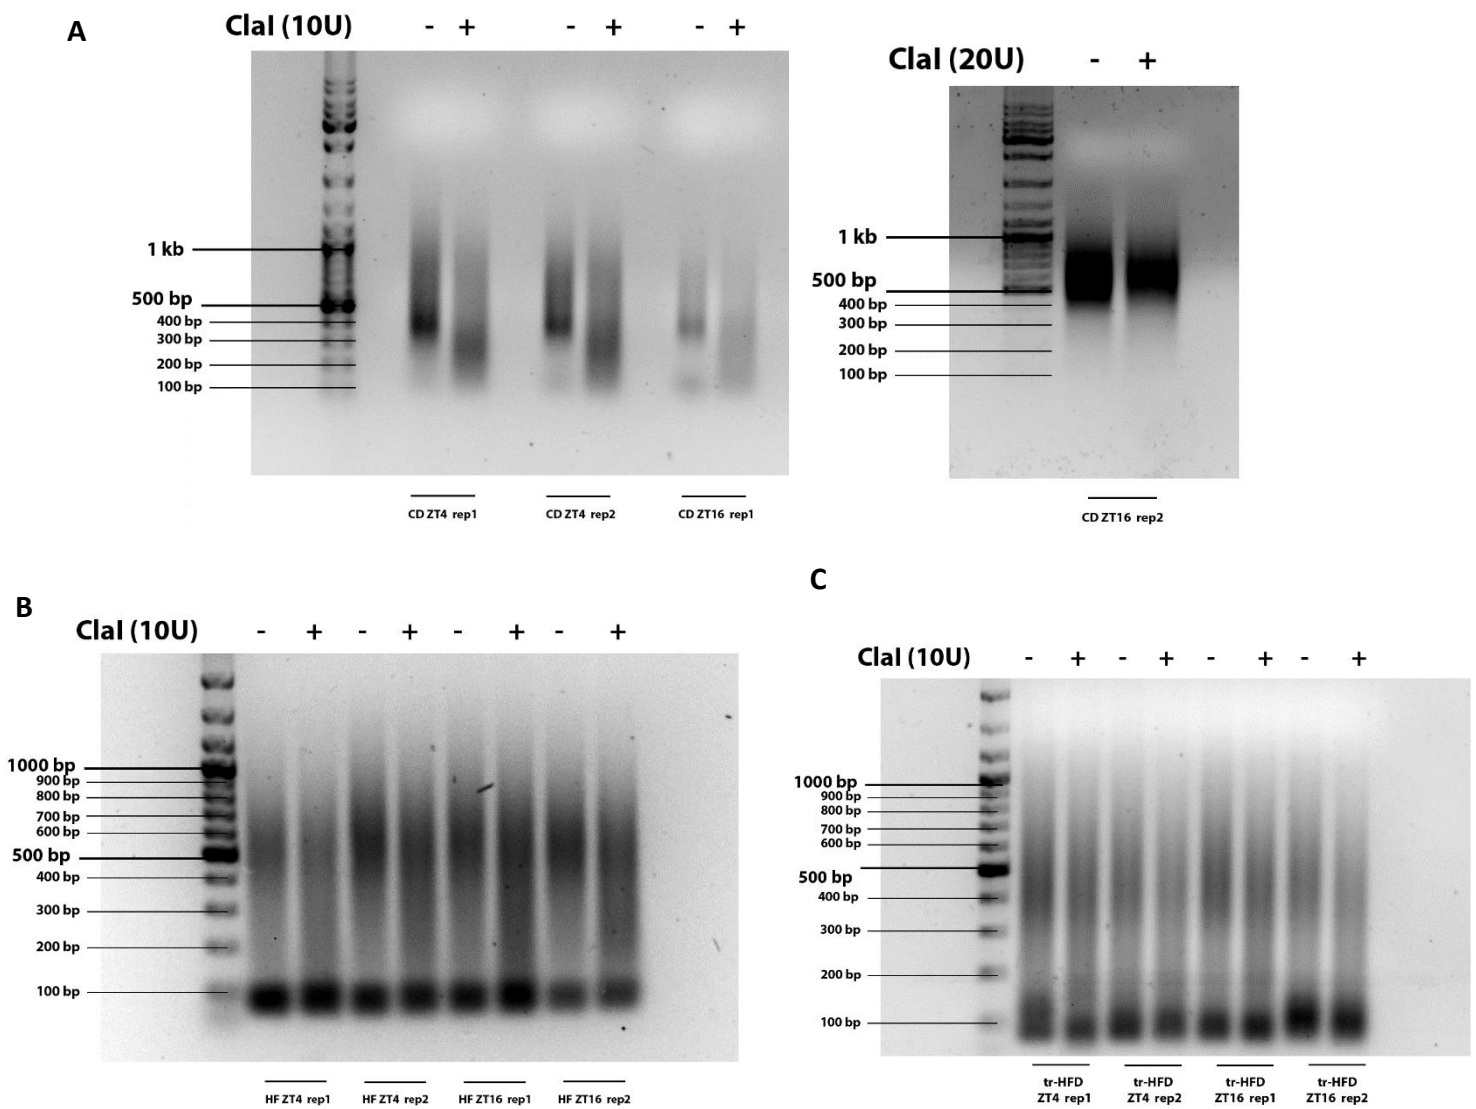 A
ClaI (10U) - + - + - +
1 kb
500 bp
400 bp
300 bp
200 bp
100 bp
CD ZT4 rep1
CD ZT4 rep2
CD ZT16 rep1
ClaI (20U) - +
1 kb
500 bp
400 bp
300 bp
200 bp
100 bp
CD ZT16 rep2
B
ClaI (10U) - + - + - + - +
1000 bp
900 bp
800 bp
700 bp
600 bp
500 bp
400 bp
300 bp
200 bp
100 bp
HF ZT4 rep1
HF ZT4 rep2
HF ZT16 rep1
HF ZT16 rep2
C
ClaI (10U) - + - + - + - +
1000 bp
900 bp
800 bp
700 bp
600 bp
500 bp
400 bp
300 bp
200 bp
100 bp
tr-HFD
ZT4 rep1
tr-HFD
ZT4 rep2
tr-HFD
ZT16 rep1
tr-HFD
ZT16 rep2